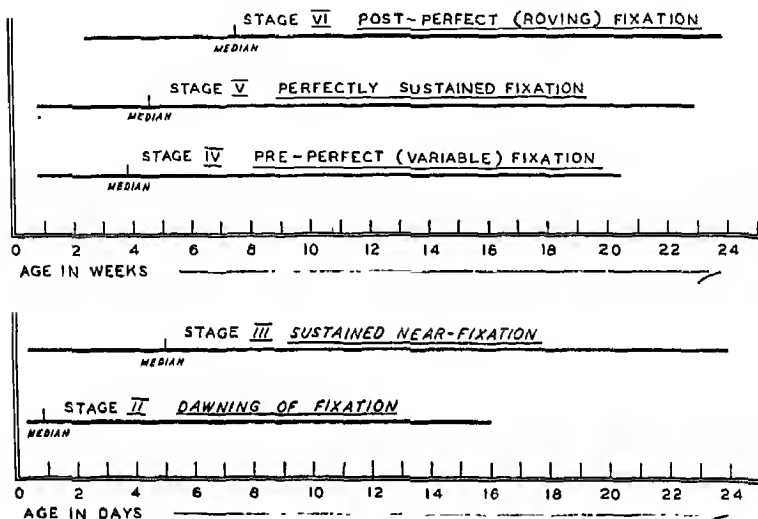 STAGE VI POST-PERFECT (ROVING) FIXATION
MEDIAN
STAGE V PERFECTLY SUSTAINED FIXATION
MEDIAN
STAGE IV PRE-PERFECT (VARIABLE) FIXATION
MEDIAN
0 2 4 6 8 10 12 14 16 18 20 22 24
AGE IN WEEKS
STAGE III SUSTAINED NEAR-FIXATION
MEDIAN
STAGE II DAWNING OF FIXATION
MEDIAN
0 2 4 6 8 10 12 14 16 18 20 22 24
AGE IN DAYS